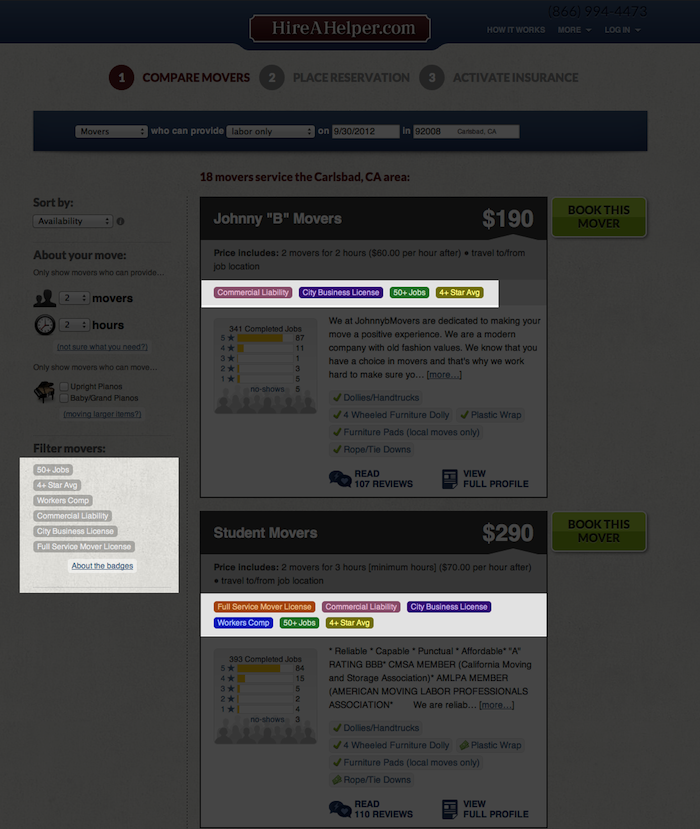 (866) 994-4473
HireAHelper.com
HOW IT WORKS MORE LOG IN
1 COMPARE MOVERS 2 PLACE RESERVATION 3 ACTIVATE INSURANCE
Movers who can provide labor only on 9/30/2012 in 92008 Carlsbad, CA
18 movers service the Carlsbad, CA area:
Sort by:
Availability
About your move:
Only show movers who can provide...
2 movers
2 hours
(not sure what you need?)
Only show movers who can move...
Upright Pianos
Baby/Grand Pianos
(moving larger items?)
Filter movers:
50+ Jobs
4+ Star Avg
Workers Comp
Commercial Liability
City Business License
Full Service Mover License
About the badges
Johnny "B" Movers $190
BOOK THIS
MOVER
Price includes: 2 movers for 2 hours ($60.00 per hour after) ● travel to/from
job location
Commercial Liability City Business License 50+ Jobs 4+ Star Avg
341 Completed Jobs
5 ★ 87
4 ★ 11
3 ★ 1
2 ★ 3
1 ★ 5
no-shows 5
We at JohnnybMovers are dedicated to making your
move a positive experience. We are a modern
company with old fashion values. We know that you
have a choice in movers and that's why we work
hard to make sure yo... [more...]
Dollies/Handtrucks
4 Wheeled Furniture Dolly Plastic Wrap
Furniture Pads (local moves only)
Rope/Tie Downs
READ
107 REVIEWS
VIEW
FULL PROFILE
Student Movers $290
BOOK THIS
MOVER
Price includes: 2 movers for 3 hours [minimum hours] ($70.00 per hour after)
● travel to/from job location
Full Service Mover License Commercial Liability City Business License
Workers Comp 50+ Jobs 4+ Star Avg
393 Completed Jobs
5 ★ 84
4 ★ 15
3 ★ 5
2 ★ 2
1 ★ 4
no-shows 3
* Reliable * Capable * Punctual * Affordable* "A"
RATING BBB* CMSA MEMBER (California Moving
and Storage Association)* AMLPA MEMBER
(AMERICAN MOVING LABOR PROFESSIONALS
ASSOCIATION* We are reliab... [more...]
Dollies/Handtrucks
4 Wheeled Furniture Dolly Plastic Wrap
Furniture Pads (local moves only)
Rope/Tie Downs
READ
110 REVIEWS
VIEW
FULL PROFILE